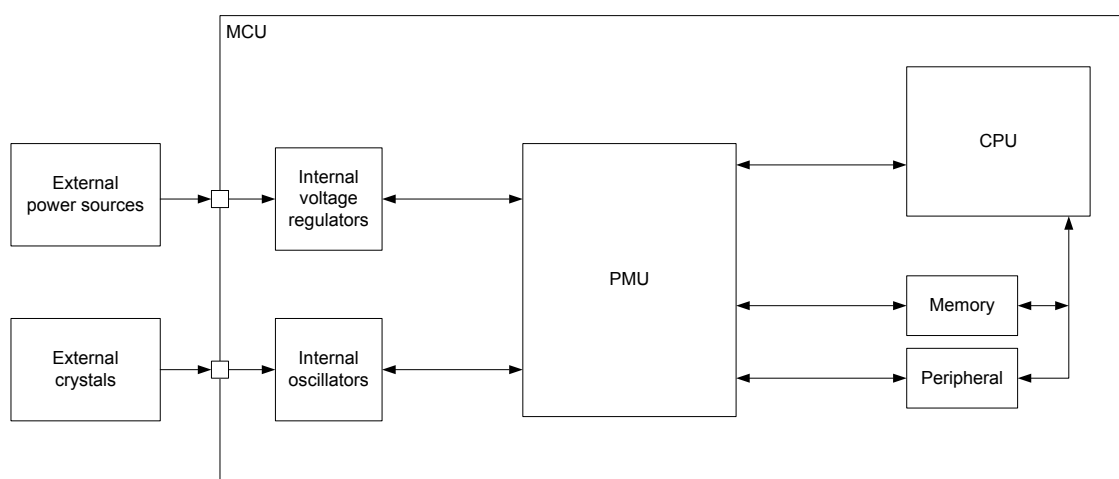 MCU
CPU
External
power sources
Internal
voltage
regulators
PMU
Memory
External
crystals
Internal
oscillators
Peripheral